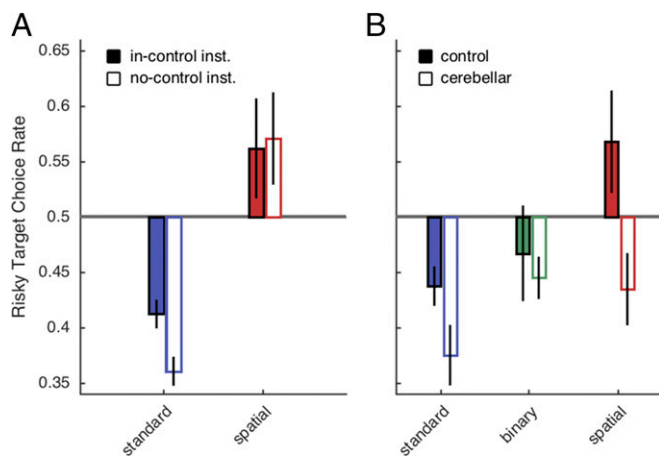 A
B
Risky Target Choice Rate
0.65
0.6
0.55
0.5
0.45
0.4
0.35
in-control inst.
no-control inst.
standard
spatial
control
cerebellar
standard
binary
spatial